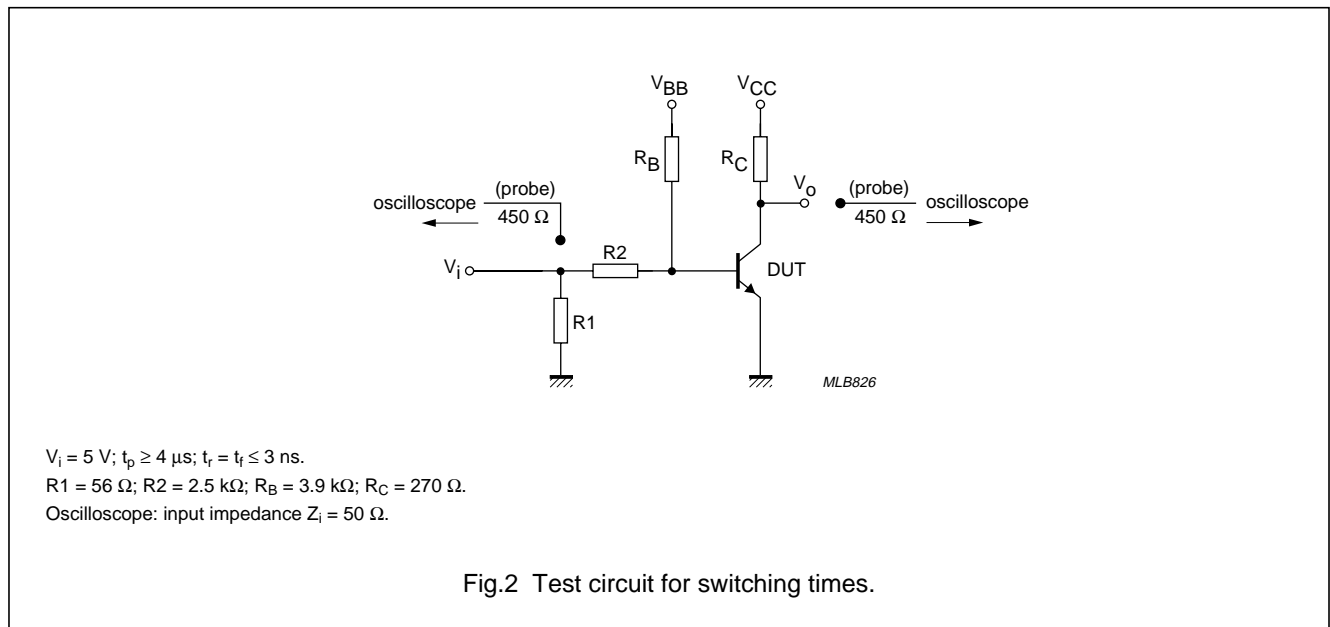 V_BB
V_CC
R_B
R_C
V_o
(probe)
(probe)
oscilloscope
450 Ω
450 Ω
oscilloscope
R2
V_i
DUT
R1
MLB826
V_i = 5 V; t_p ≥ 4 µs; t_r = t_f ≤ 3 ns.
R1 = 56 Ω; R2 = 2.5 kΩ; R_B = 3.9 kΩ; R_C = 270 Ω.
Oscilloscope: input impedance Z_i = 50 Ω.
Fig.2 Test circuit for switching times.